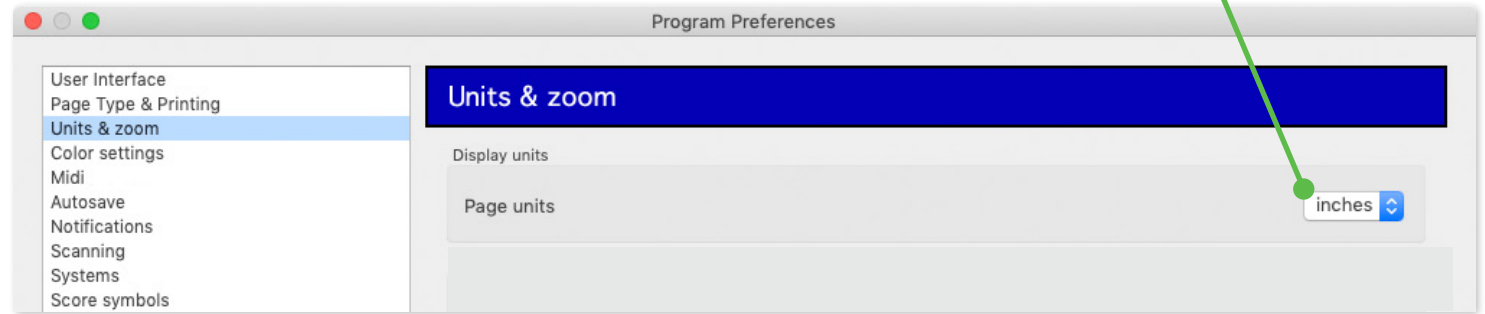 Program Preferences
User Interface
Page Type & Printing
Units & zoom
Color settings
Midi
Autosave
Notifications
Scanning
Systems
Score symbols
Units & zoom
Display units
Page units
inches